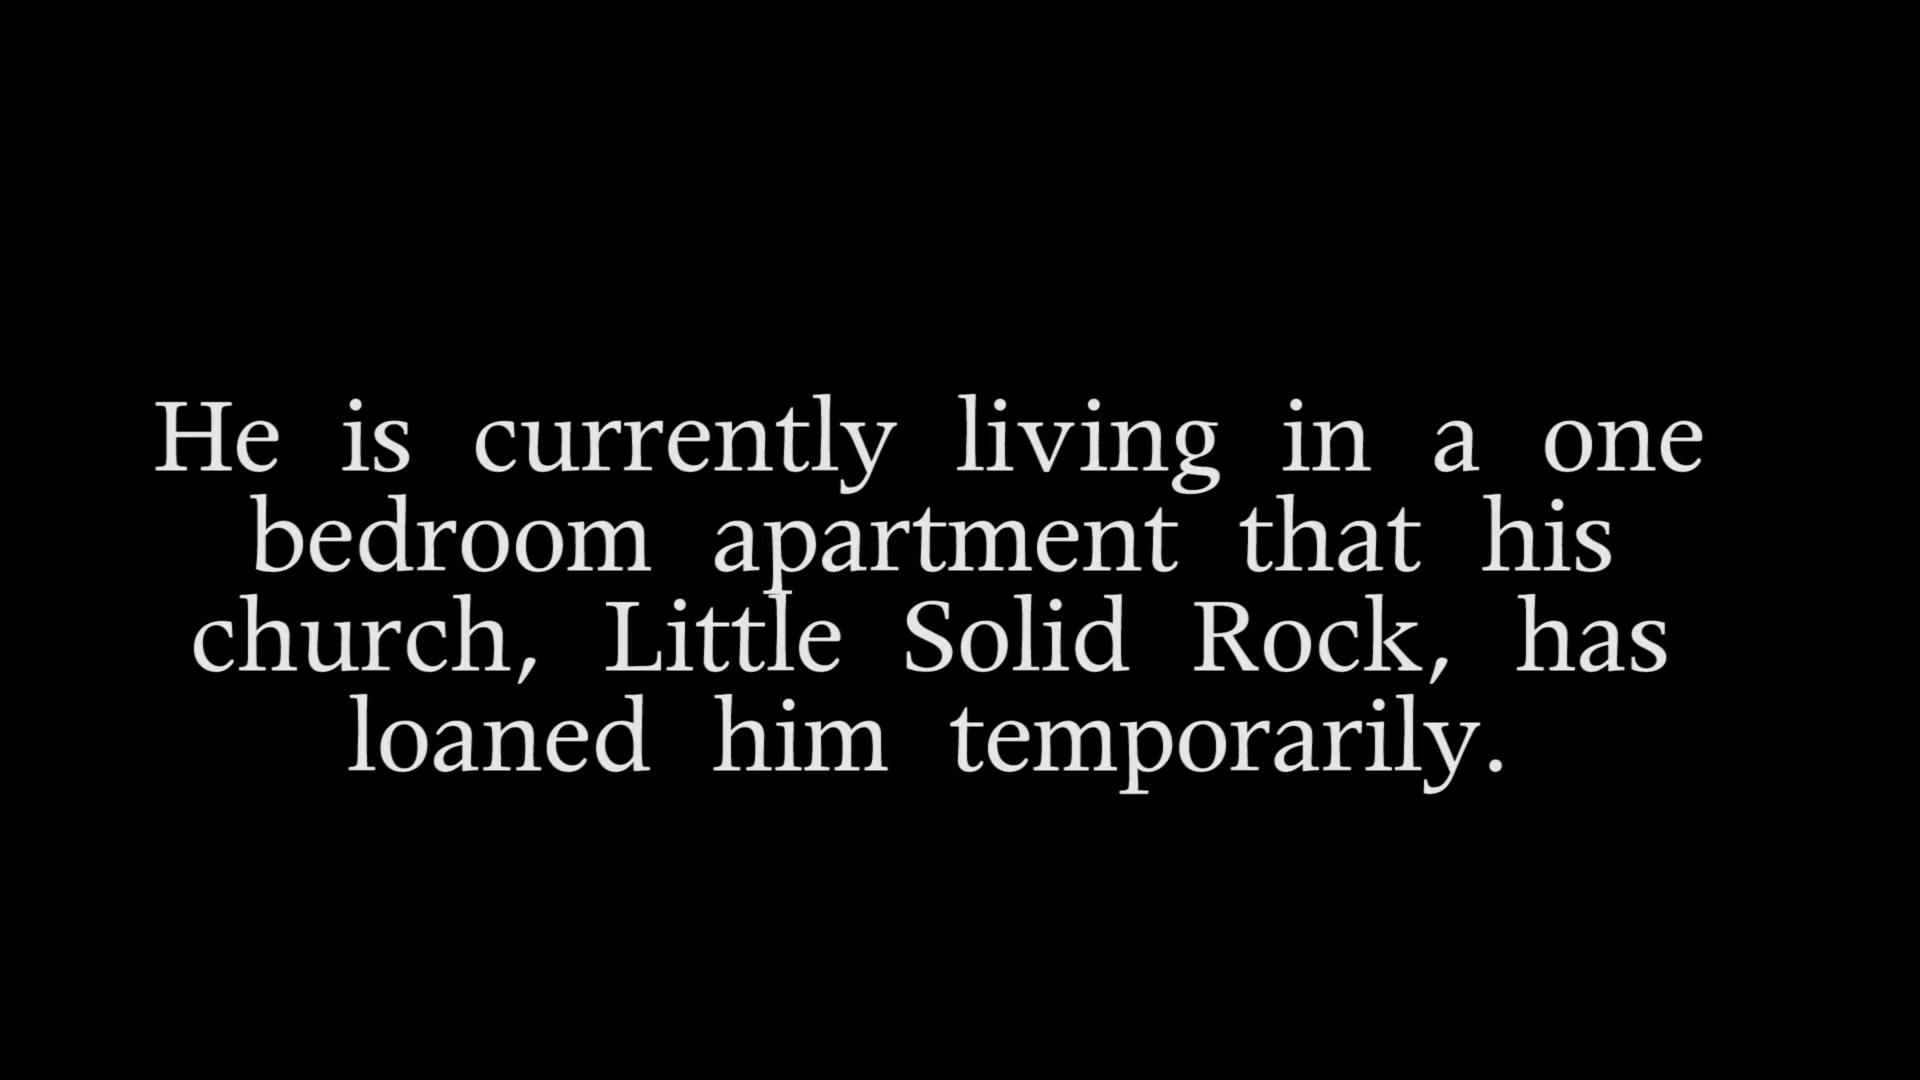 He is currently living in a one
bedroom apartment that his
church, Little Solid Rock, has
loaned him temporarily.